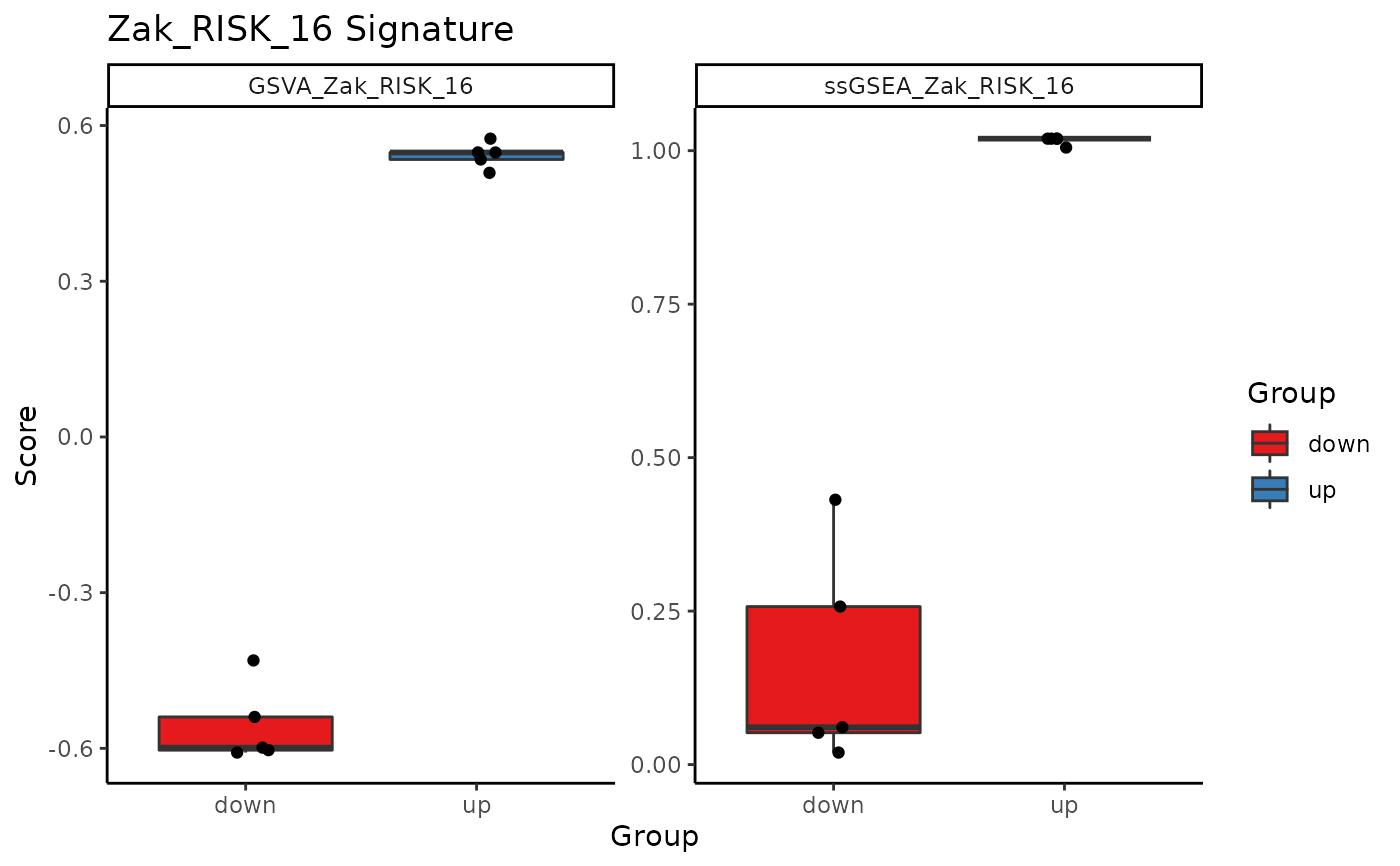 Zak_RISK_16 Signature
GSVA_Zak_RISK_16
ssGSEA_Zak_RISK_16
Score
0.6
0.3
0.0
-0.3
-0.6
1.00
0.75
0.50
0.25
0.00
down
up
down
up
Group
Group
down
up